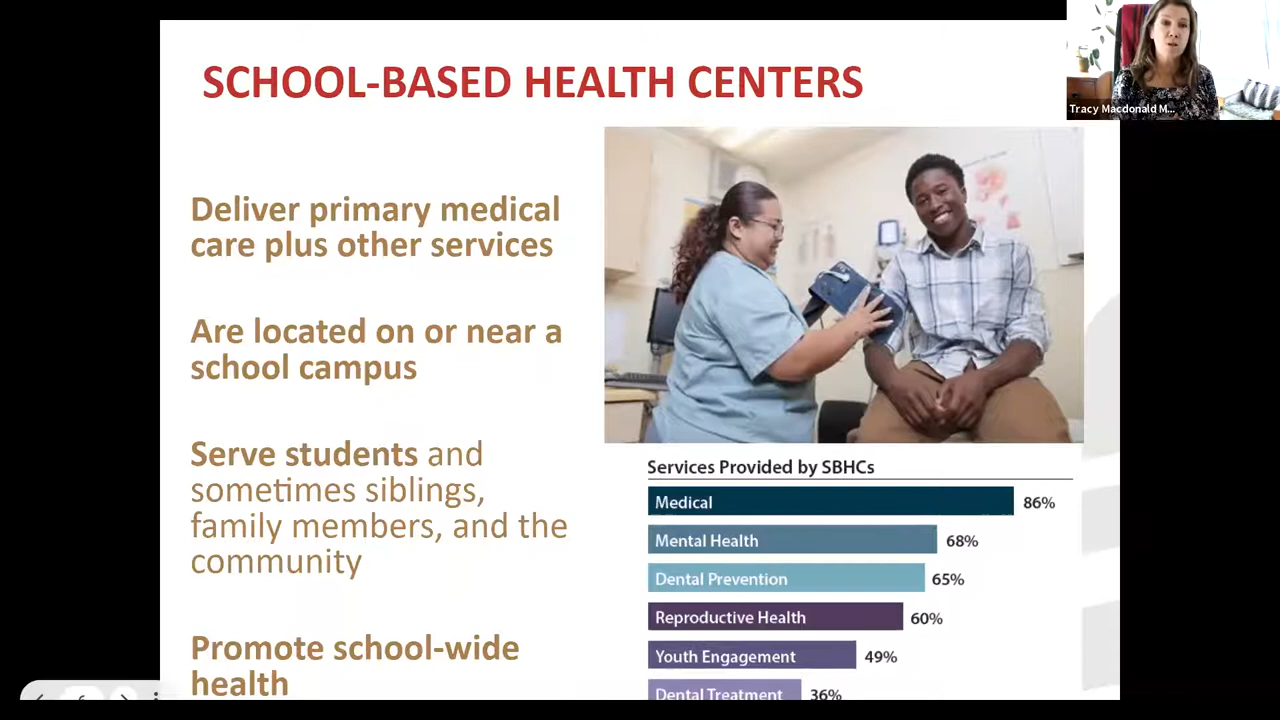 SCHOOL-BASED HEALTH CENTERS
Tracy Macdonald M...
Deliver primary medical
care plus other services
Are located on or near a
school campus
Serve students and
sometimes siblings,
family members, and the
community
Promote school-wide
health
Services Provided by SBHCs
Medical 86%
Mental Health 68%
Dental Prevention 65%
Reproductive Health 60%
Youth Engagement 49%
Dental Treatment 36%